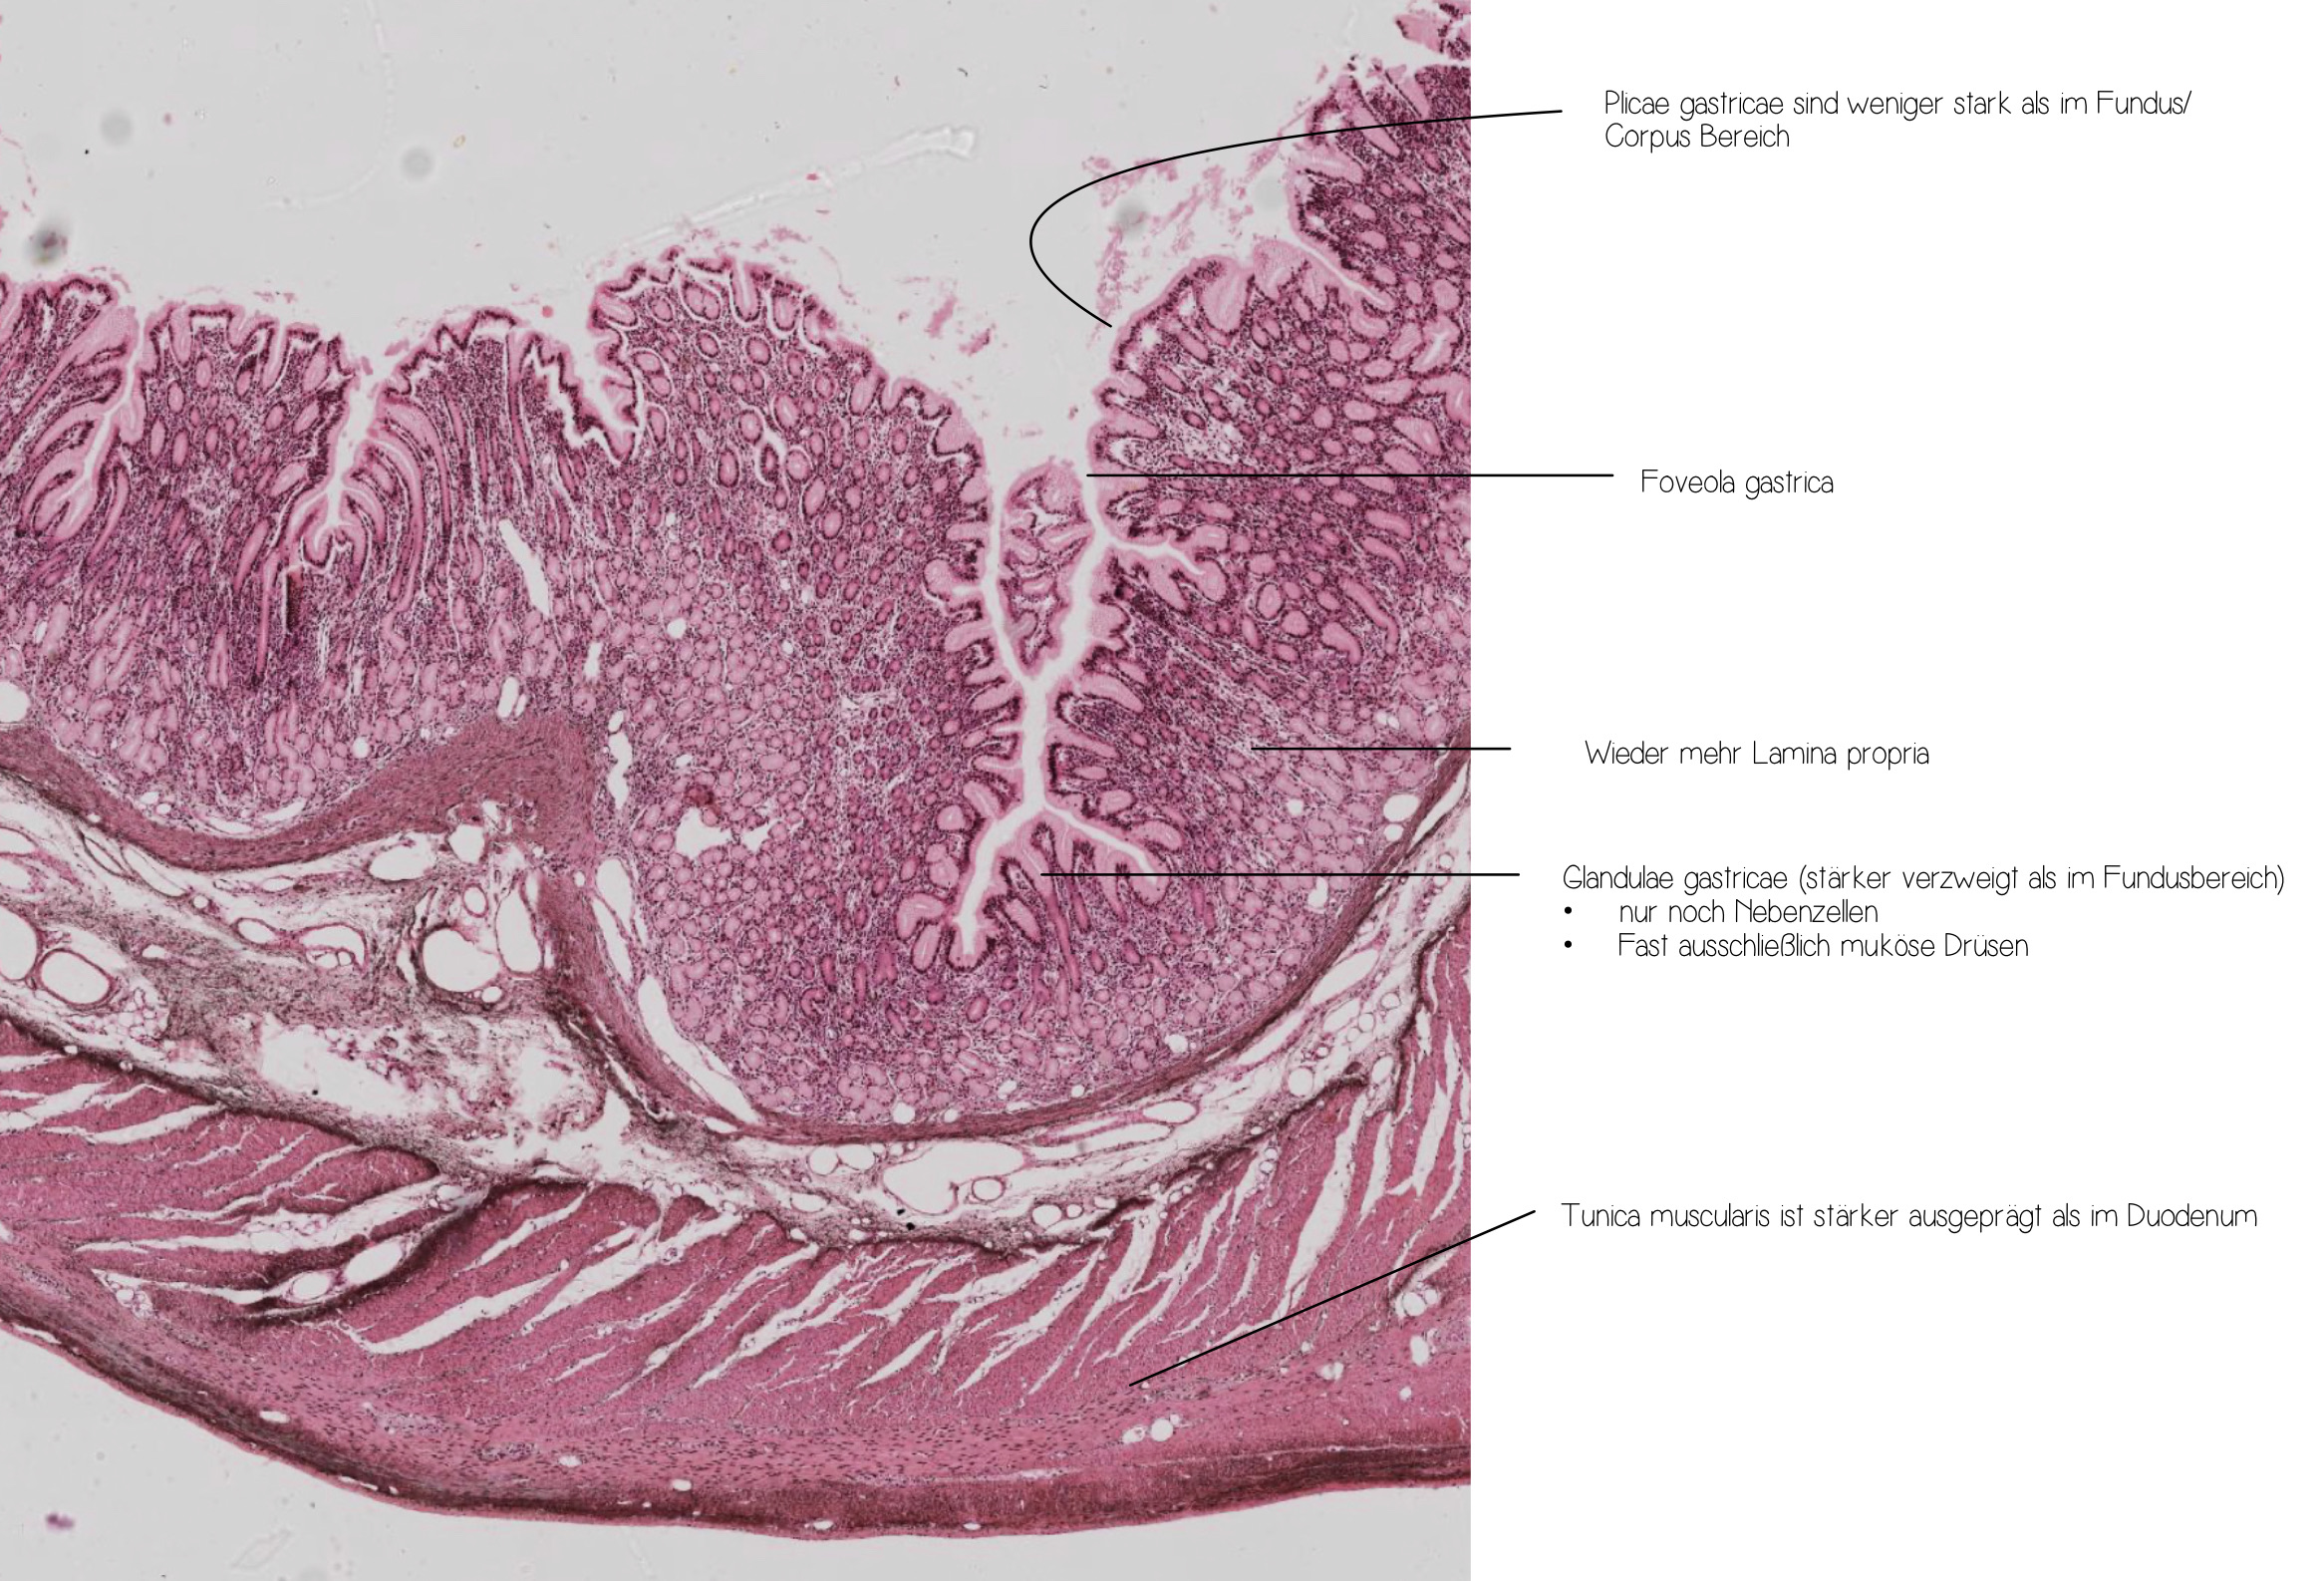 Plicae gastricae sind weniger stark als im Fundus/
Corpus Bereich
Foveola gastrica
Wieder mehr Lamina propria
Glandulae gastricae (stärker verzweigt als im Fundusbereich)
• nur noch Nebenzellen
• Fast ausschließlich muköse Drüsen
Tunica muscularis ist stärker ausgeprägt als im Duodenum